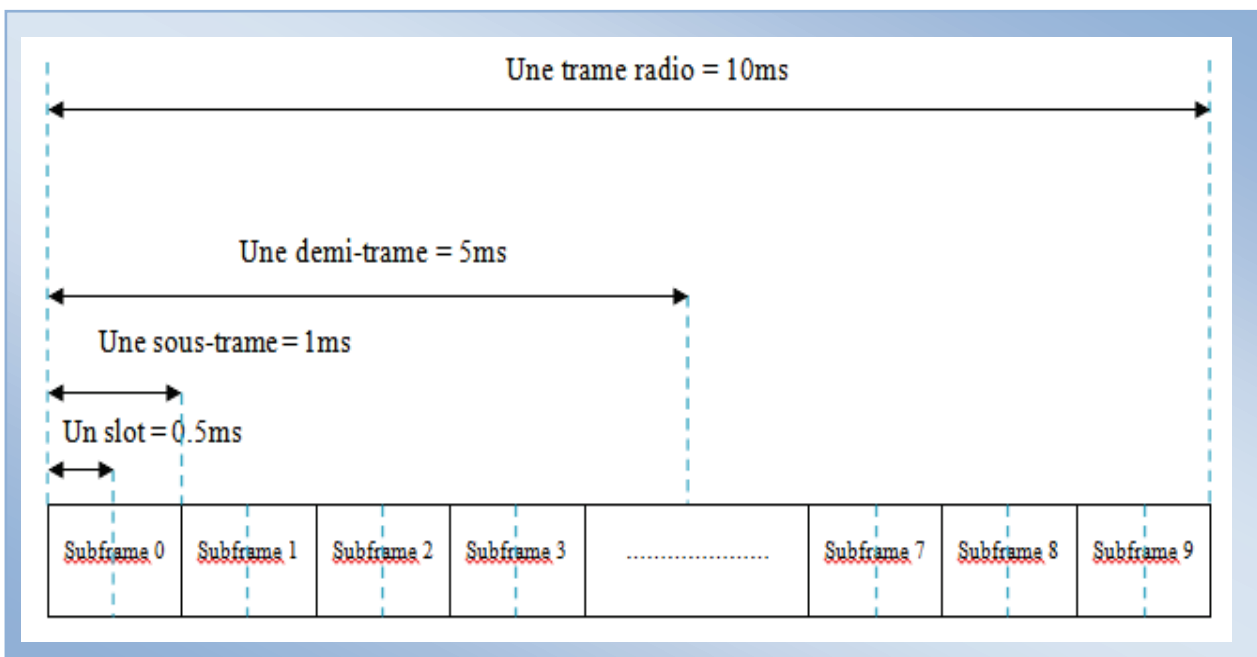 Une trame radio = 10ms
Une demi-trame = 5ms
Une sous-trame = 1ms
Un slot = 0.5ms
Subframe 0 Subframe 1 Subframe 2 Subframe 3 ..................... Subframe 7 Subframe 8 Subframe 9